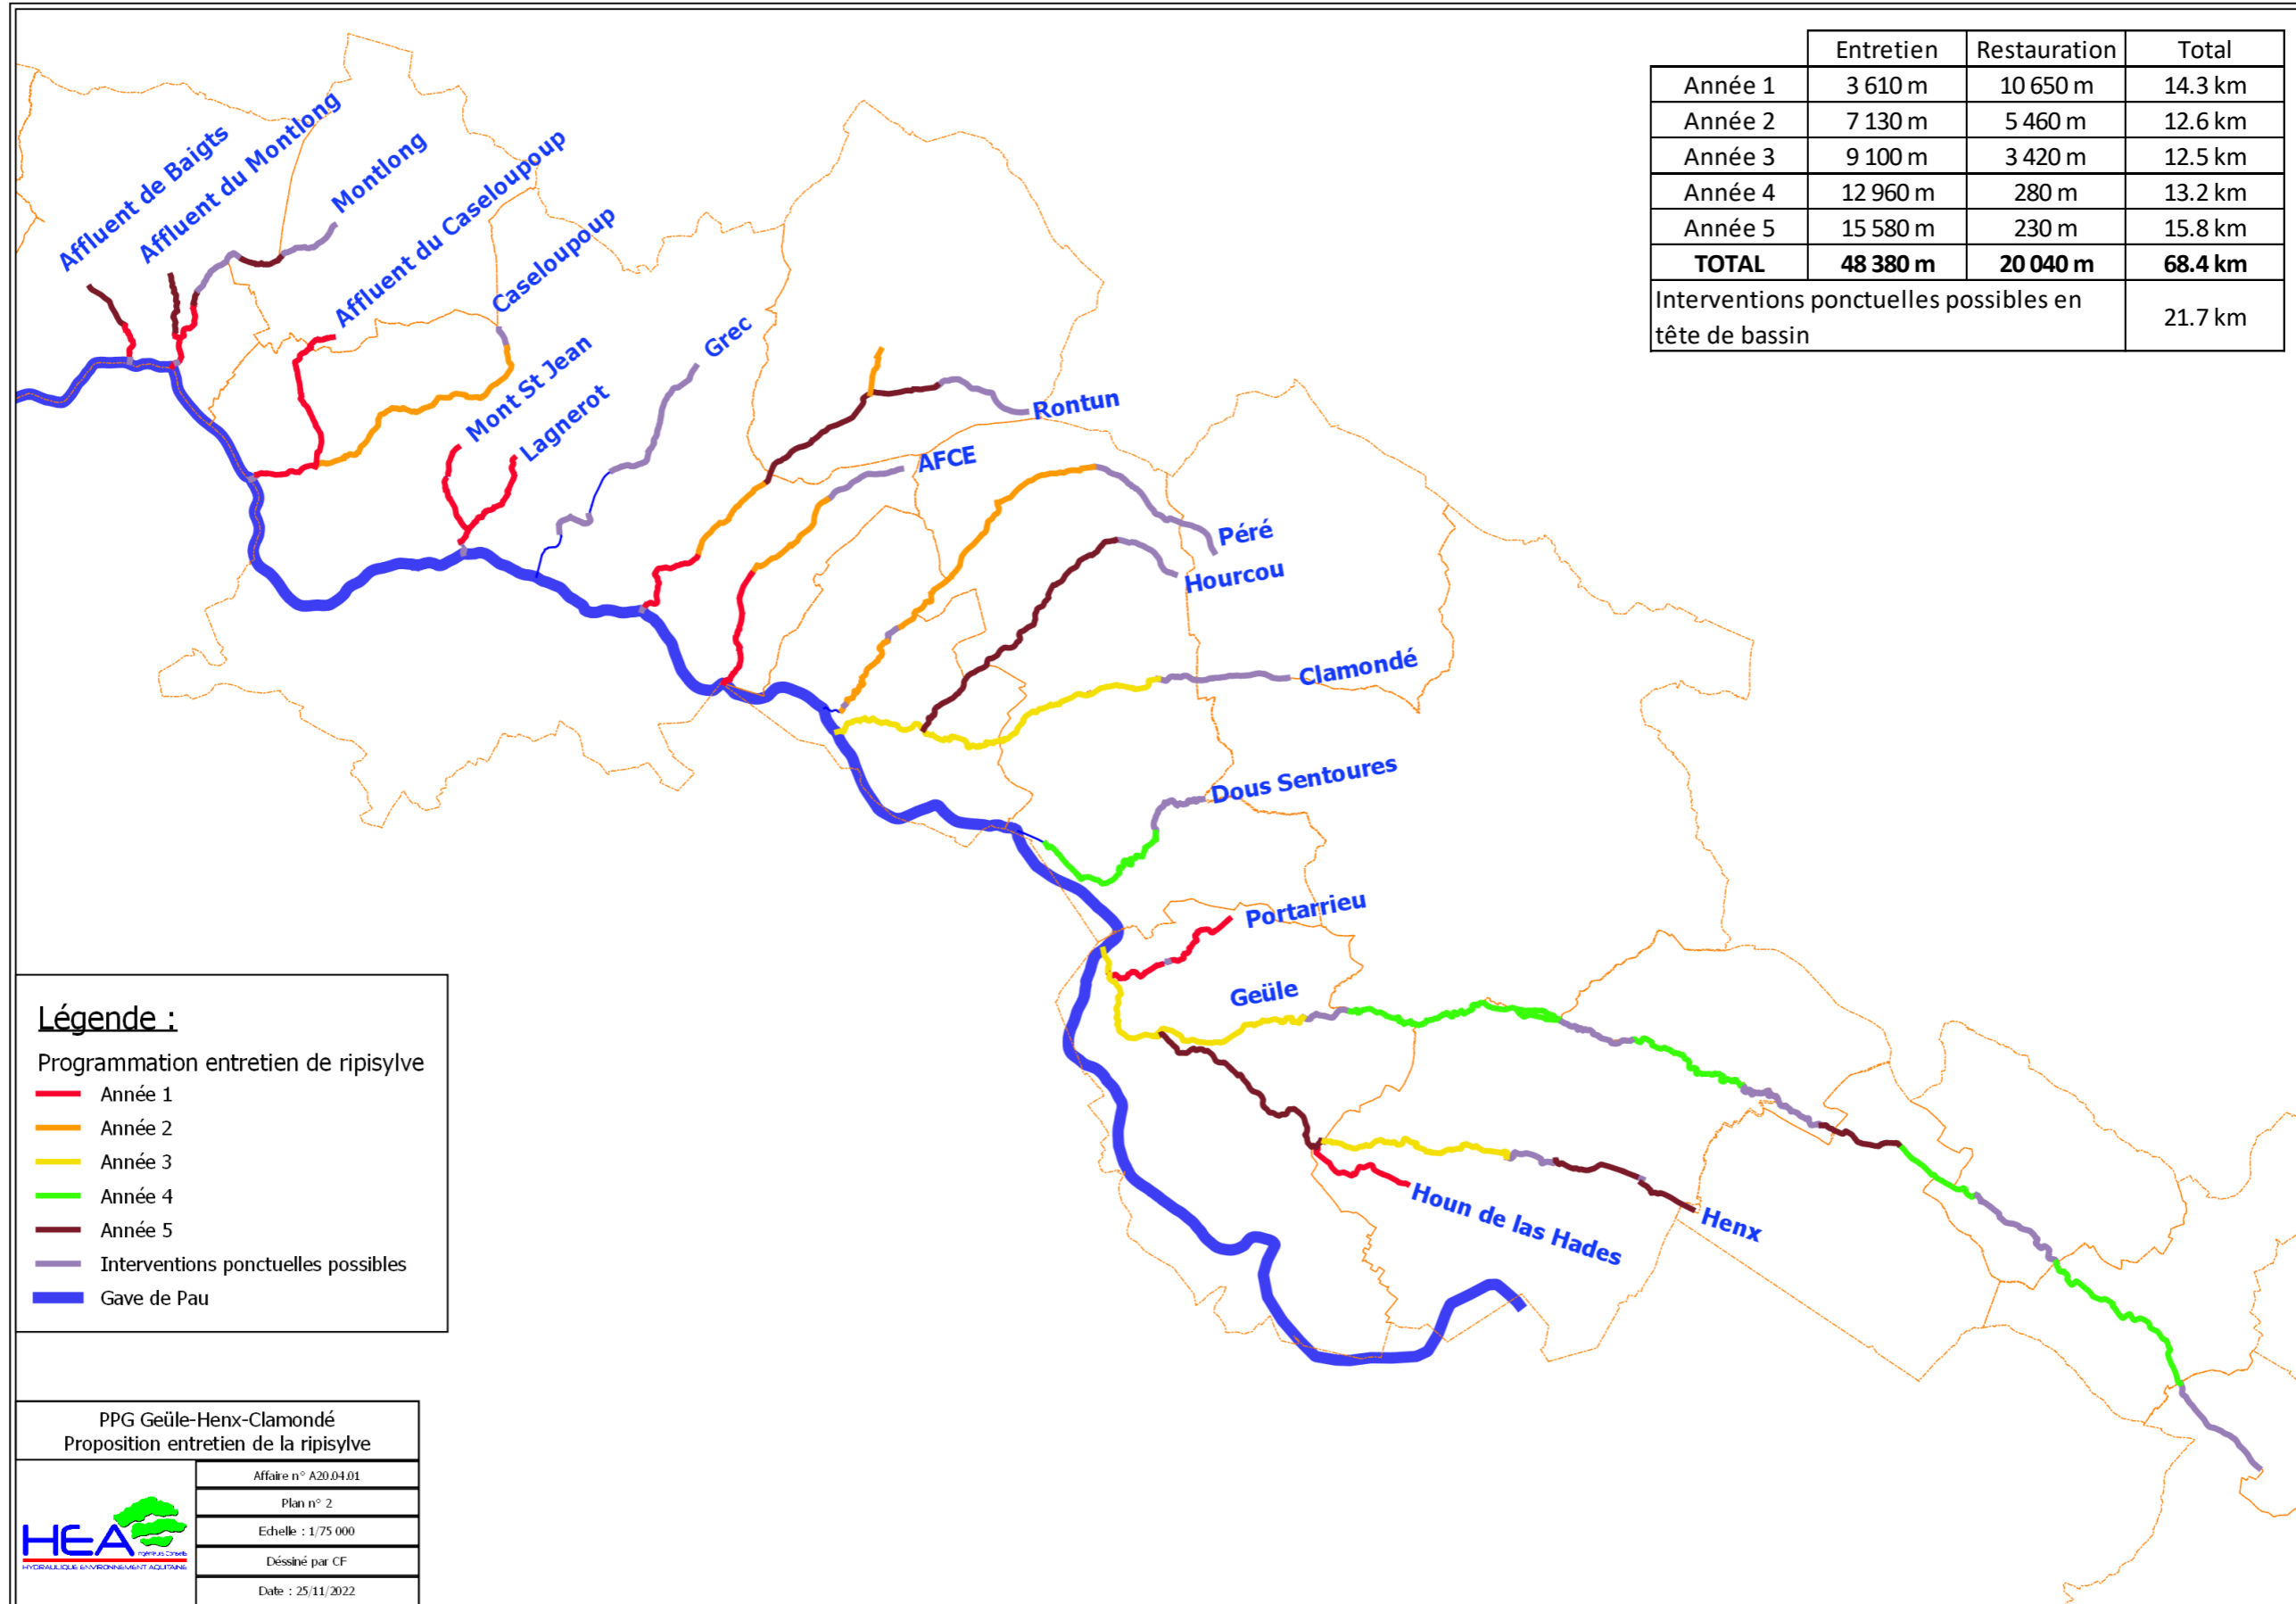 Entretien Restauration Total
Année 1 3 610 m 10 650 m 14.3 km
Année 2 7 130 m 5 460 m 12.6 km
Année 3 9 100 m 3 420 m 12.5 km
Année 4 12 960 m 280 m 13.2 km
Année 5 15 580 m 230 m 15.8 km
TOTAL 48 380 m 20 040 m 68.4 km
Interventions ponctuelles possibles en
tête de bassin
21.7 km
Affluent de Baigts
Affluent du Montlong
Montlong
Affluent du Caseloupoup
Caseloupoup
Mont St Jean
Lagnerot
Grec
Rontun
AFCE
Péré
Hourcou
Clamondé
Dous Sentoures
Portarrieu
Geüle
Houn de las Hades
Henx
Légende :
Programmation entretien de ripisylve
Année 1
Année 2
Année 3
Année 4
Année 5
Interventions ponctuelles possibles
Gave de Pau
PPG Geüle-Henx-Clamondé
Proposition entretien de la ripisylve
Affaire n° A20.04.01
Plan n° 2
Echelle : 1/75 000
Déssiné par CF
Date : 25/11/2022
HEA
Ingénieurs Conseils
HYDRAULIQUE ENVIRONNEMENT AQUITAINE